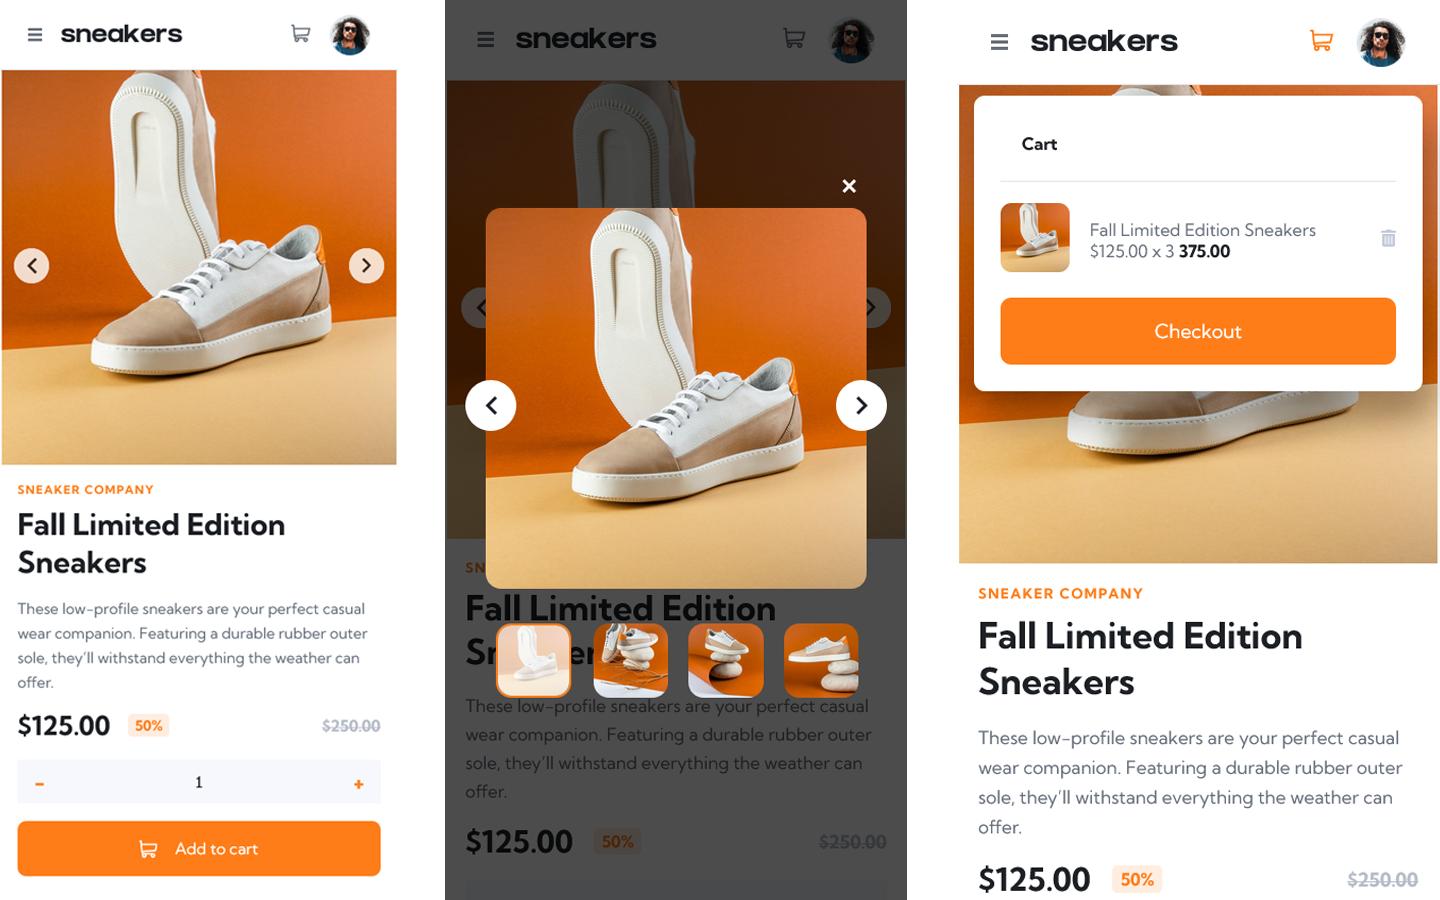 sneakers
SNEAKER COMPANY
Fall Limited Edition
Sneakers
These low-profile sneakers are your perfect casual
wear companion. Featuring a durable rubber outer
sole, they'll withstand everything the weather can
offer.
$125.00 50% $250.00
- 1 +
Add to cart
sneakers
×
SN
Fall Limited Edition
These low-profile sneakers are your perfect casual
wear companion. Featuring a durable rubber outer
sole, they'll withstand everything the weather can
offer.
$125.00 50% $250.00
sneakers
Cart
Fall Limited Edition Sneakers
$125.00 x 3 375.00
Checkout
SNEAKER COMPANY
Fall Limited Edition
Sneakers
These low-profile sneakers are your perfect casual
wear companion. Featuring a durable rubber outer
sole, they'll withstand everything the weather can
offer.
$125.00 50% $250.00